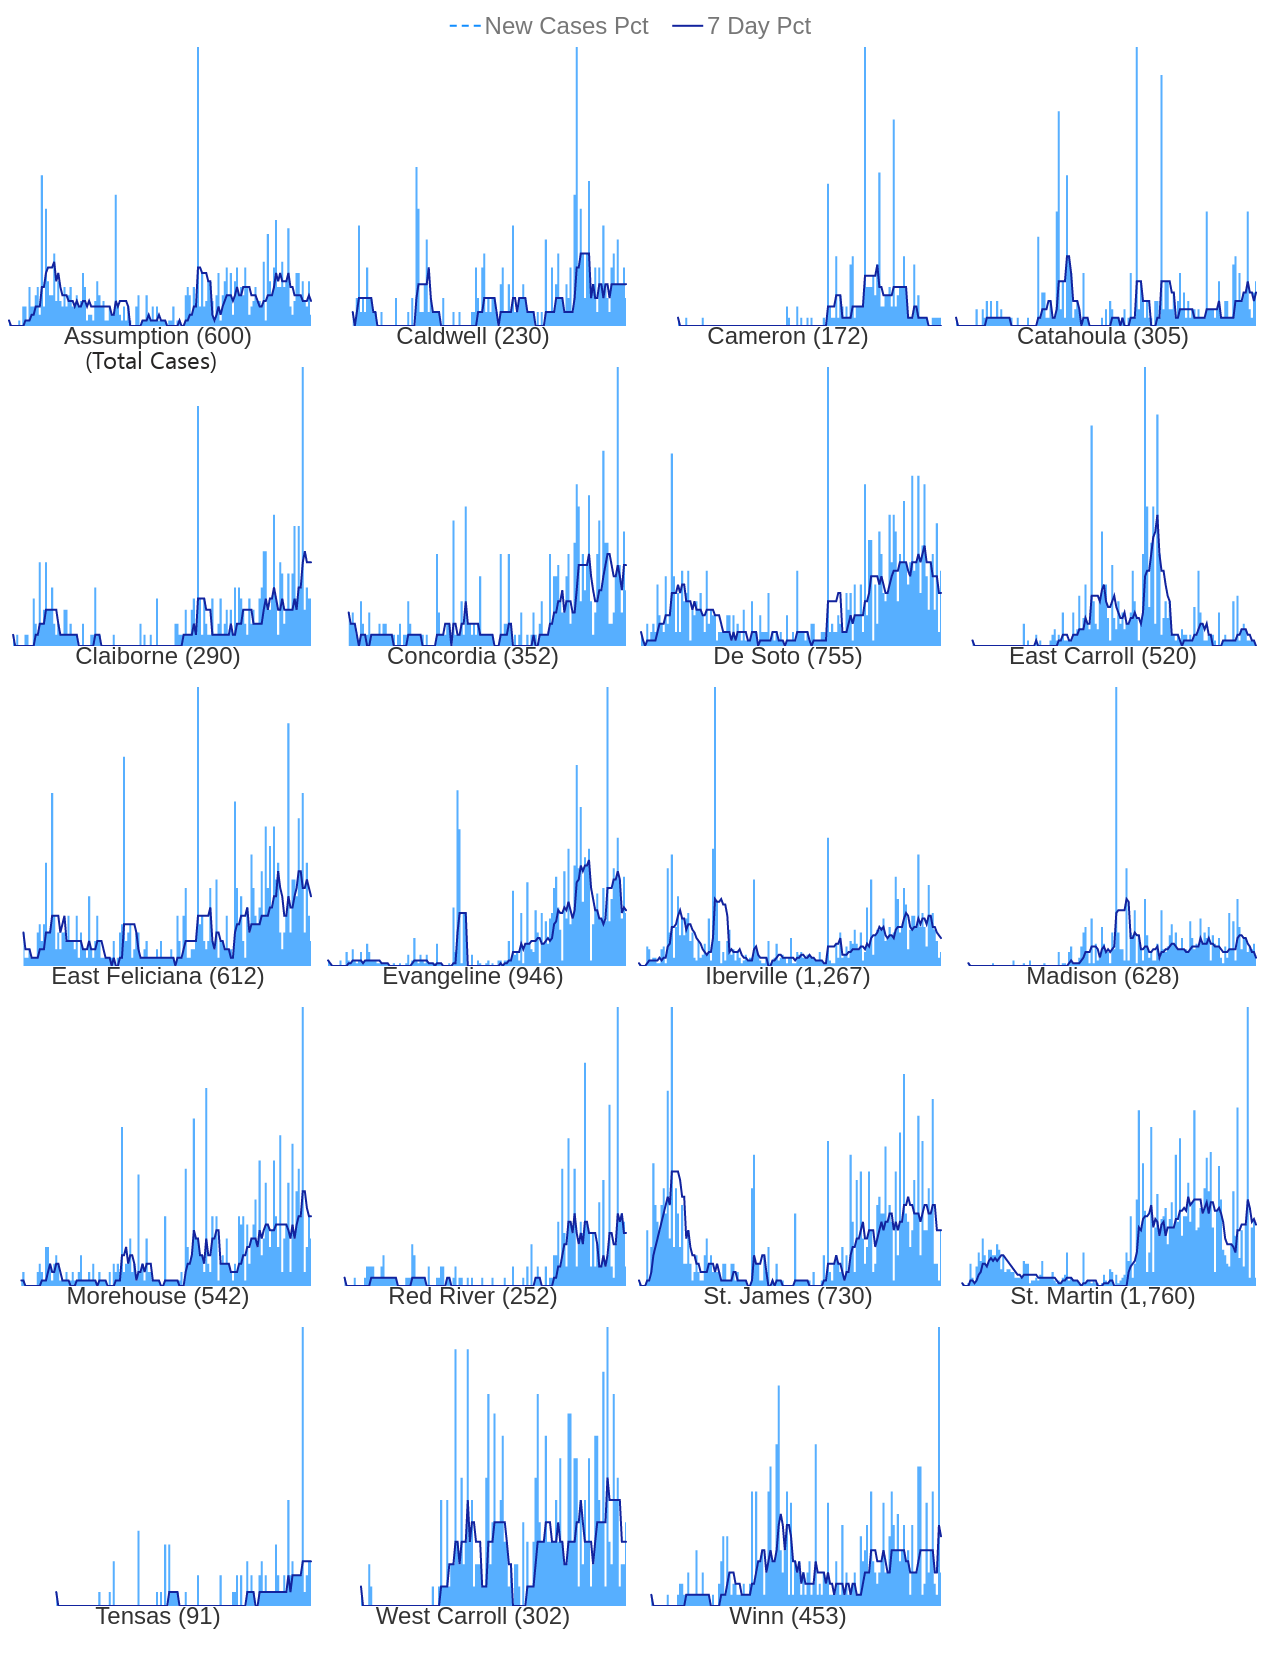 New Cases Pct 7 Day Pct
Assumption (600) Caldwell (230) Cameron (172) Catahoula (305)
(Total Cases)
Claiborne (290) Concordia (352) De Soto (755) East Carroll (520)
East Feliciana (612) Evangeline (946) Iberville (1,267) Madison (628)
Morehouse (542) Red River (252) St. James (730) St. Martin (1,760)
Tensas (91) West Carroll (302) Winn (453)